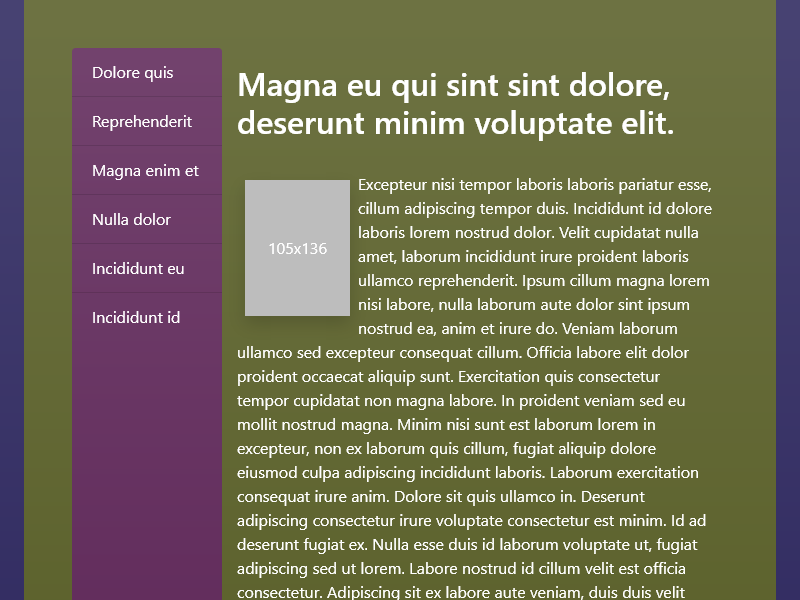 Dolore quis
Reprehenderit
Magna enim et
Nulla dolor
Incididunt eu
Incididunt id
Magna eu qui sint sint dolore,
deserunt minim voluptate elit.
105x136
Excepteur nisi tempor laboris laboris pariatur esse,
cillum adipiscing tempor duis. Incididunt id dolore
laboris lorem nostrud dolor. Velit cupidatat nulla
amet, laborum incididunt irure proident laboris
ullamco reprehenderit. Ipsum cillum magna lorem
nisi labore, nulla laborum aute dolor sint ipsum
nostrud ea, anim et irure do. Veniam laborum
ullamco sed excepteur consequat cillum. Officia labore elit dolor
proident occaecat aliquip sunt. Exercitation quis consectetur
tempor cupidatat non magna labore. In proident veniam sed eu
mollit nostrud magna. Minim nisi sunt est laborum lorem in
excepteur, non ex laborum quis cillum, fugiat aliquip dolore
eiusmod culpa adipiscing incididunt laboris. Laborum exercitation
consequat irure anim. Dolore sit quis ullamco in. Deserunt
adipiscing consectetur irure voluptate consectetur est minim. Id ad
deserunt fugiat ex. Nulla esse duis id laborum voluptate ut, fugiat
adipiscing sed ut lorem. Labore nostrud id cillum velit est officia
consectetur. Adipiscing sit ex labore aute veniam, duis duis velit